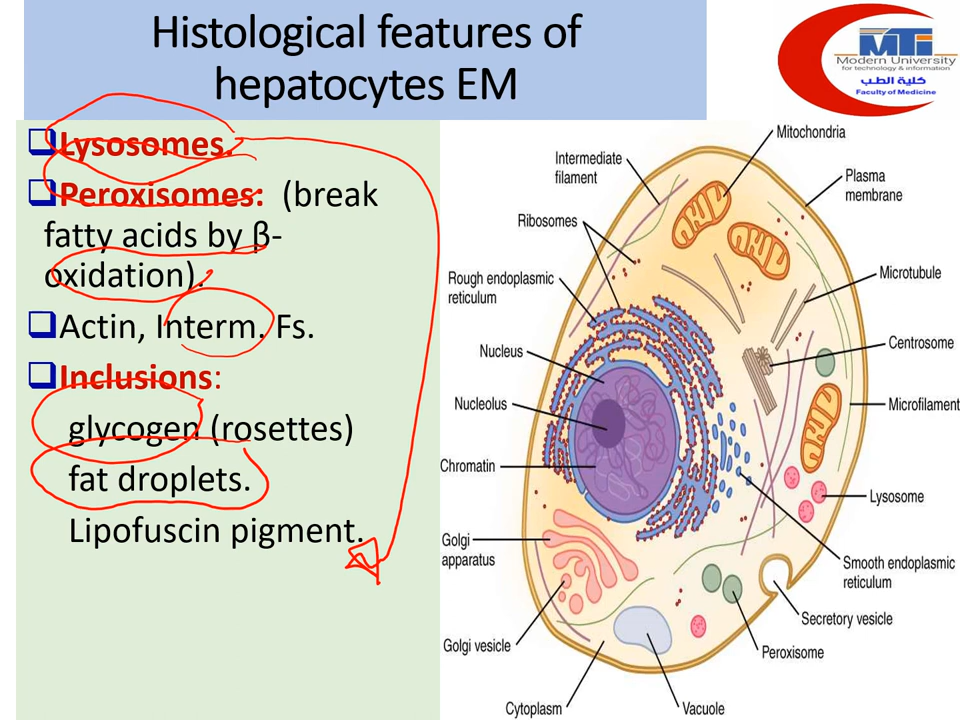 Histological features of
hepatocytes EM
MTi
Modern University
for technology & information
كلية الطب
Faculty of Medicine
Lysosomes.
Peroxisomes: (break
fatty acids by β-
oxidation).
Actin, Interm. Fs.
Inclusions:
glycogen (rosettes)
fat droplets.
Lipofuscin pigment.
Mitochondria
Intermediate
filament
Plasma
membrane
Ribosomes
Rough endoplasmic
reticulum
Microtubule
Nucleus
Centrosome
Nucleolus
Microfilament
Chromatin
Lysosome
Golgi
apparatus
Smooth endoplasmic
reticulum
Secretory vesicle
Golgi vesicle
Peroxisome
Cytoplasm
Vacuole